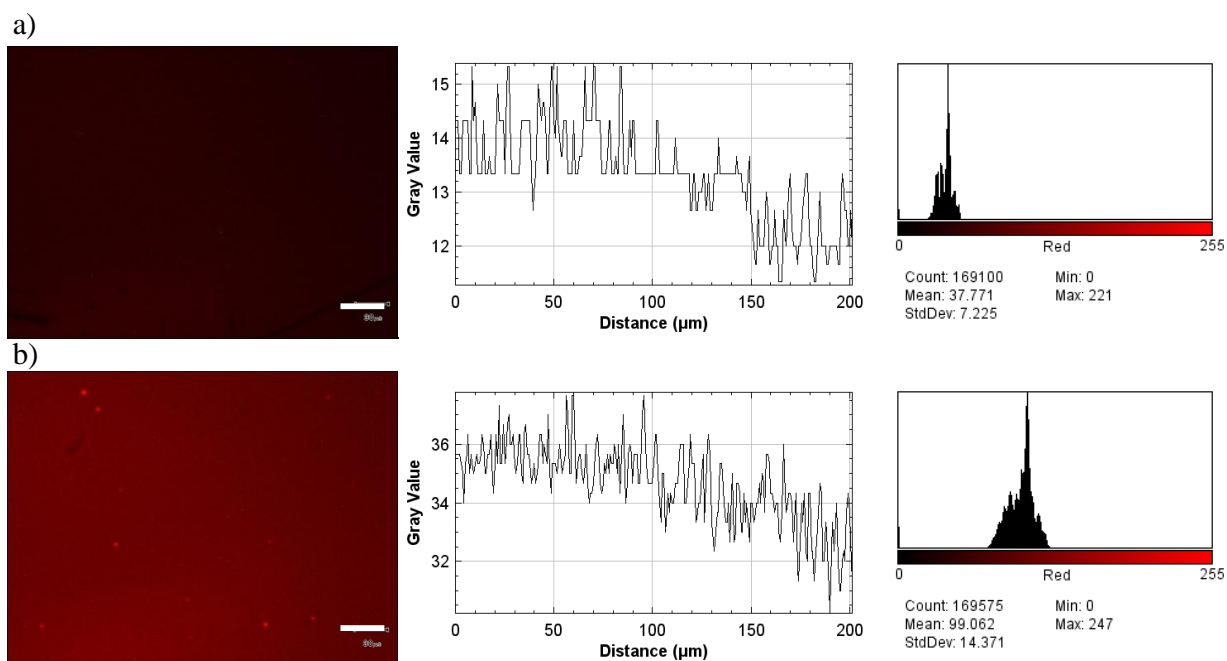 a)
15
14
13
12
Gray Value
0 50 100 150 200
Distance (µm)
0 255
Red
Count: 169100 Min: 0
Mean: 37.771 Max: 221
StdDev: 7.225
b)
36
34
32
Gray Value
0 50 100 150 200
Distance (µm)
0 255
Red
Count: 169575 Min: 0
Mean: 99.062 Max: 247
StdDev: 14.371